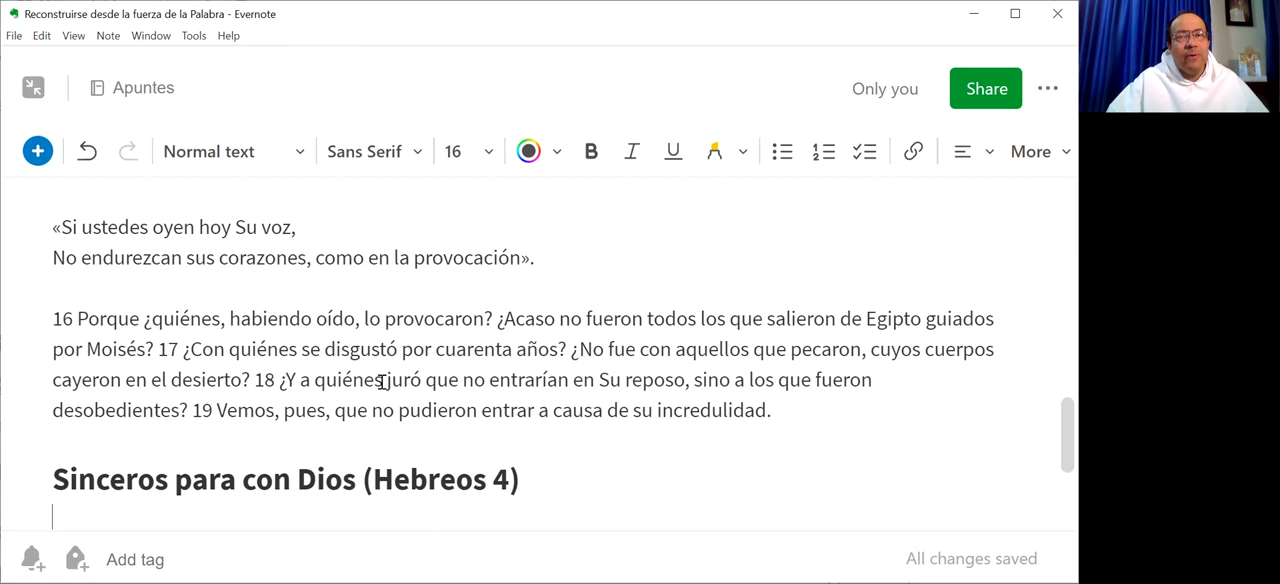 Reconstruirse desde la fuerza de la Palabra - Evernote
File Edit View Note Window Tools Help
Apuntes Only you Share
Normal text Sans Serif 16 B I U More
«Si ustedes oyen hoy Su voz,
No endurezcan sus corazones, como en la provocación».
16 Porque ¿quiénes, habiendo oído, lo provocaron? ¿Acaso no fueron todos los que salieron de Egipto guiados
por Moisés? 17 ¿Con quiénes se disgustó por cuarenta años? ¿No fue con aquellos que pecaron, cuyos cuerpos
cayeron en el desierto? 18 ¿Y a quiénes juró que no entrarían en Su reposo, sino a los que fueron
desobedientes? 19 Vemos, pues, que no pudieron entrar a causa de su incredulidad.
Sinceros para con Dios (Hebreos 4)
Add tag All changes saved